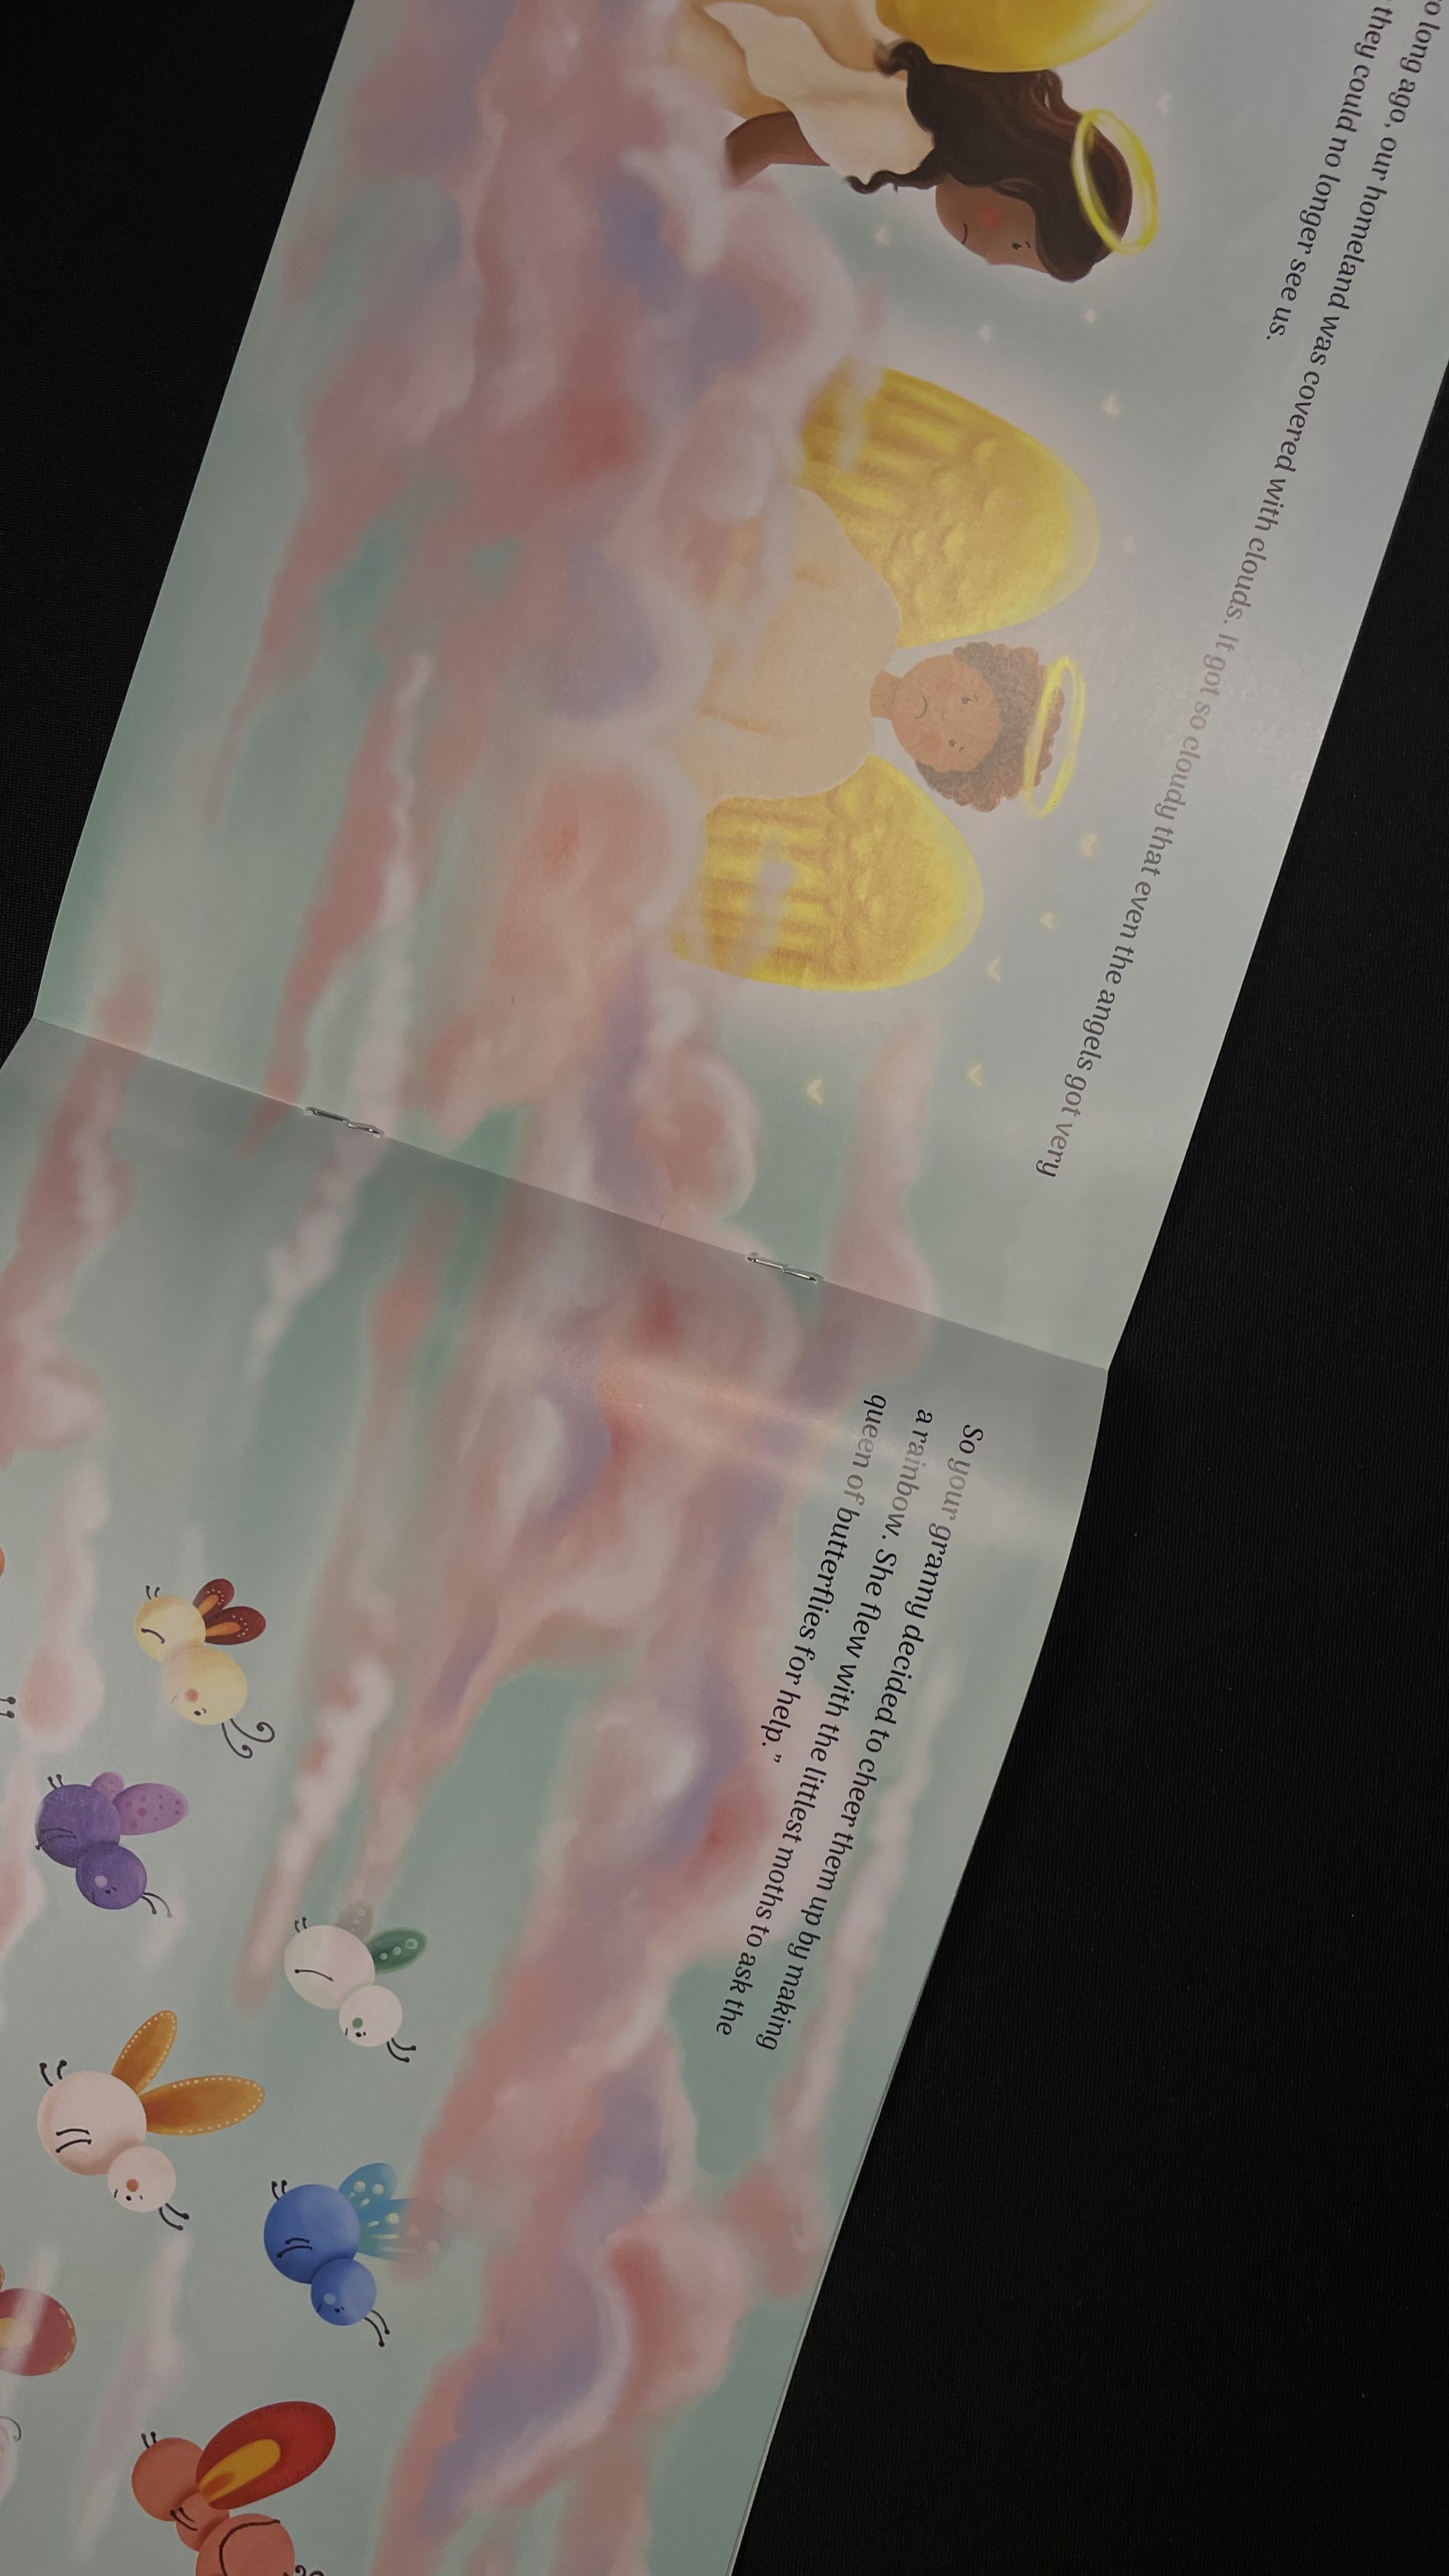 o long ago, our homeland was covered with clouds. It got so cloudy that even the angels got very
they could no longer see us.
So your granny decided to cheer them up by making
a rainbow. She flew with the littlest moths to ask the
queen of butterflies for help.”